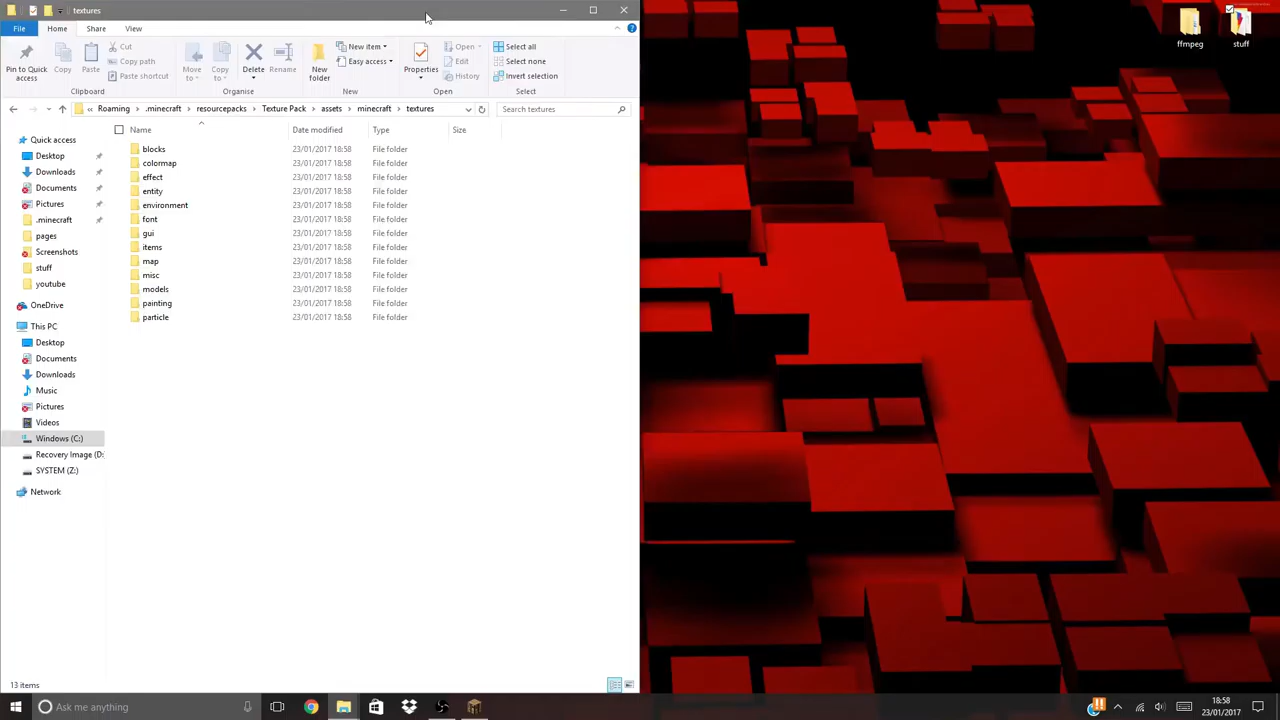 textures
File Home Share View
Pin to Quick access
Copy
Paste
Cut
Copy path
Paste shortcut
Move to
Copy to
Delete
Rename
New folder
New item
Easy access
Properties
Open
Edit
History
Select all
Select none
Invert selection
Clipboard Organise New Open Select
« Roaming › .minecraft › resourcepacks › Texture Pack › assets › minecraft › textures
Search textures
Name Date modified Type Size
blocks 23/01/2017 18:58 File folder
colormap 23/01/2017 18:58 File folder
effect 23/01/2017 18:58 File folder
entity 23/01/2017 18:58 File folder
environment 23/01/2017 18:58 File folder
font 23/01/2017 18:58 File folder
gui 23/01/2017 18:58 File folder
items 23/01/2017 18:58 File folder
map 23/01/2017 18:58 File folder
misc 23/01/2017 18:58 File folder
models 23/01/2017 18:58 File folder
painting 23/01/2017 18:58 File folder
particle 23/01/2017 18:58 File folder
Quick access
Desktop
Downloads
Documents
Pictures
.minecraft
pages
Screenshots
stuff
youtube
OneDrive
This PC
Desktop
Documents
Downloads
Music
Pictures
Videos
Windows (C:)
Recovery Image (D:
SYSTEM (Z:)
Network
13 items
ffmpeg
stuff
Ask me anything
18:58
23/01/2017